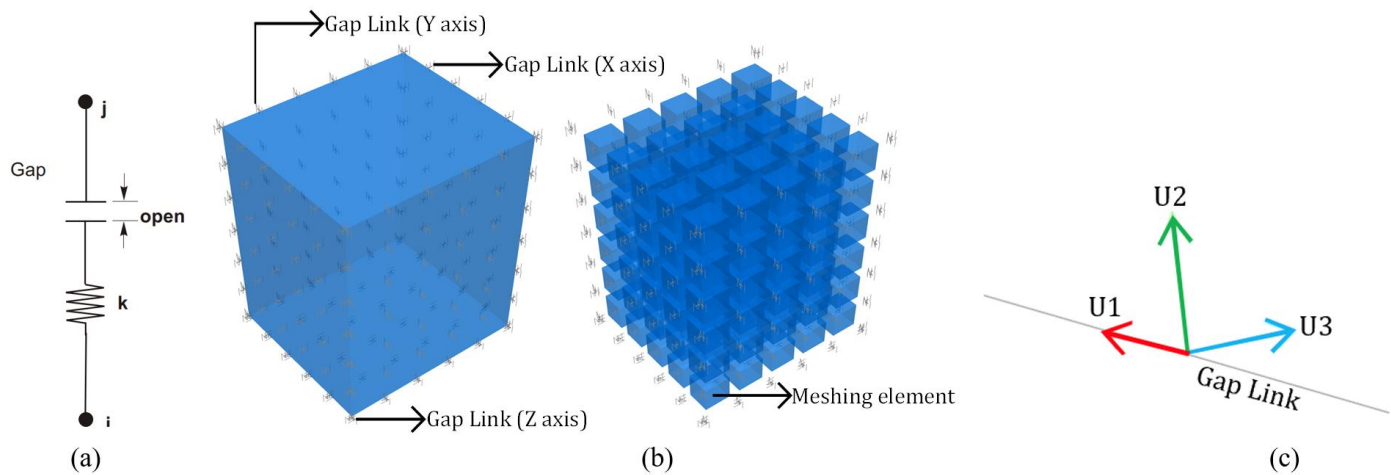 Gap Link (Y axis)
Gap Link (X axis)
j
Gap
open
k
i
Gap Link (Z axis)
Meshing element
U2
U1
U3
Gap Link
(a)
(b)
(c)